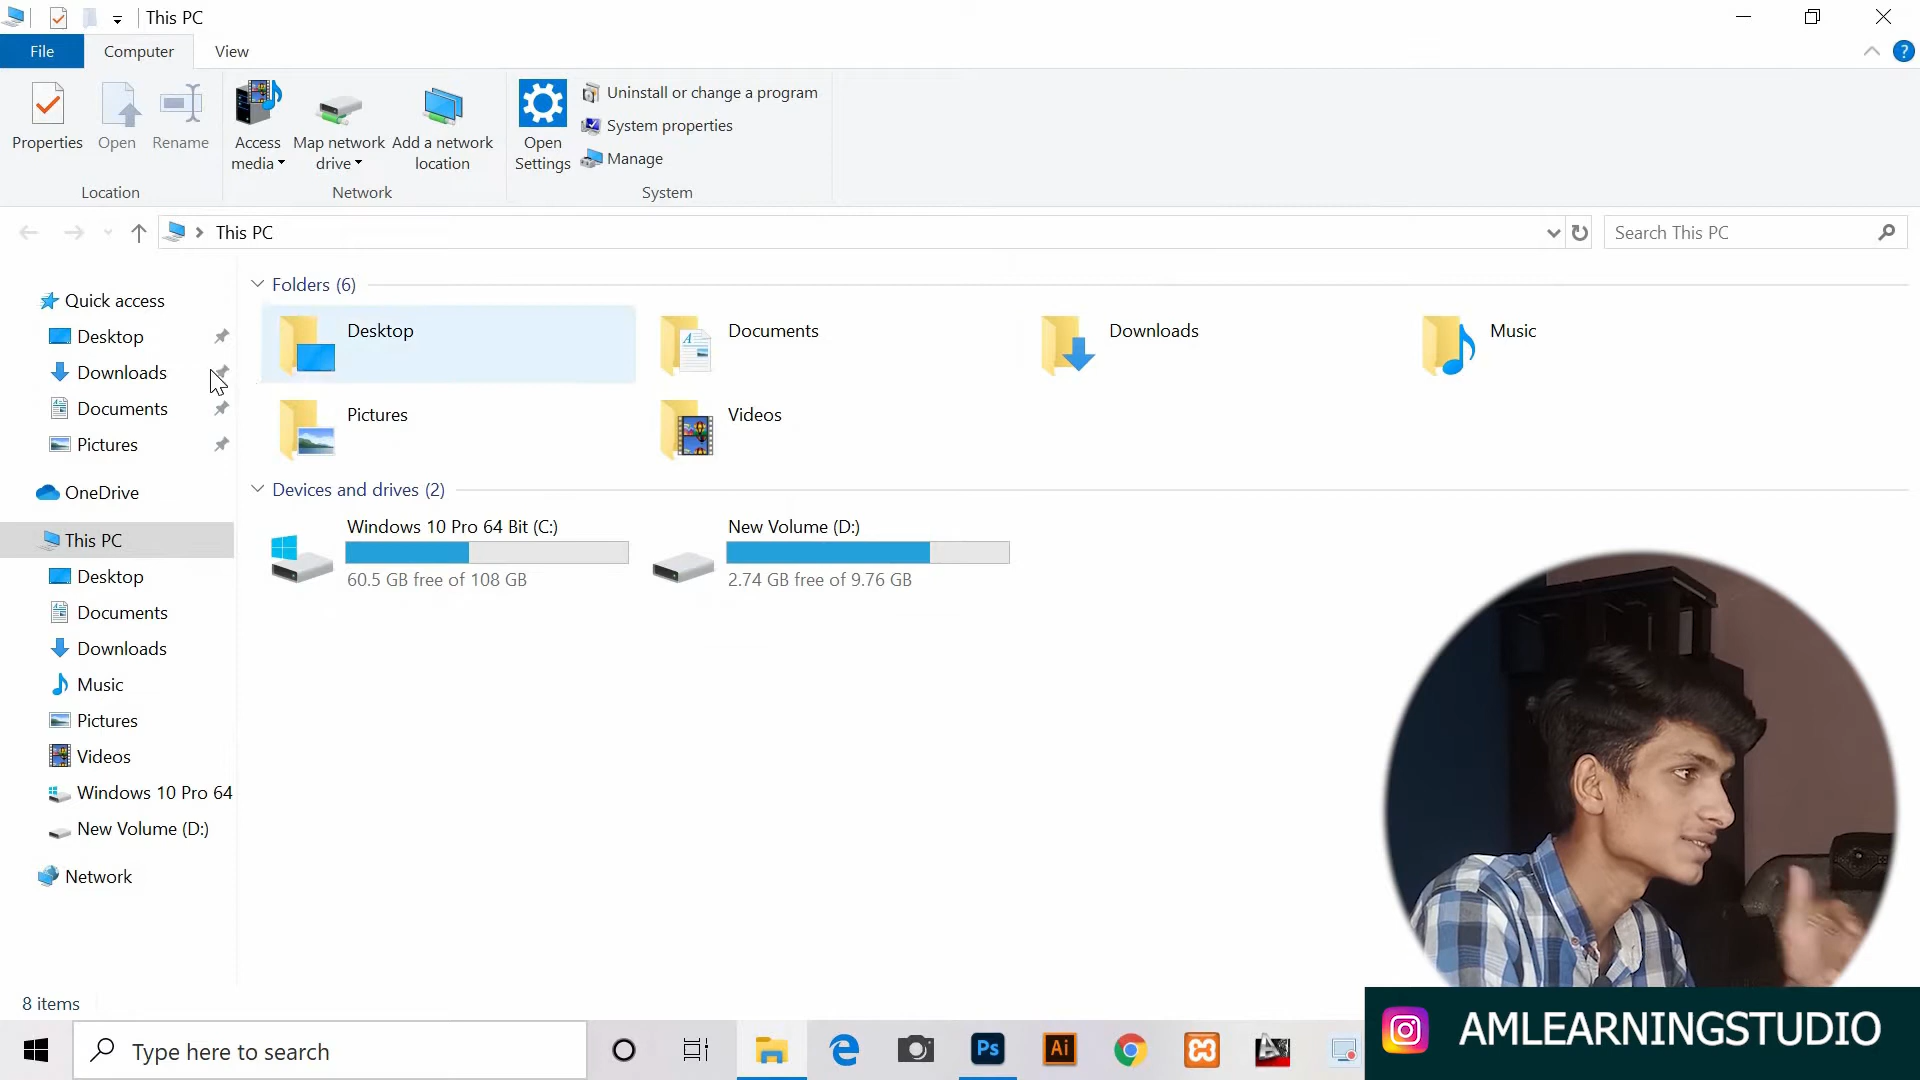 This PC
File
Computer
View
?
Properties
Open
Rename
Access media
Map network drive
Add a network location
Open Settings
Uninstall or change a program
System properties
Manage
Location
Network
System
This PC
Search This PC
Quick access
Desktop
Downloads
Documents
Pictures
OneDrive
This PC
Desktop
Documents
Downloads
Music
Pictures
Videos
Windows 10 Pro 64
New Volume (D:)
Network
Folders (6)
Desktop
Documents
Downloads
Music
Pictures
Videos
Devices and drives (2)
Windows 10 Pro 64 Bit (C:)
60.5 GB free of 108 GB
New Volume (D:)
2.74 GB free of 9.76 GB
8 items
Type here to search
Ps
Ai
AMLEARNINGSTUDIO